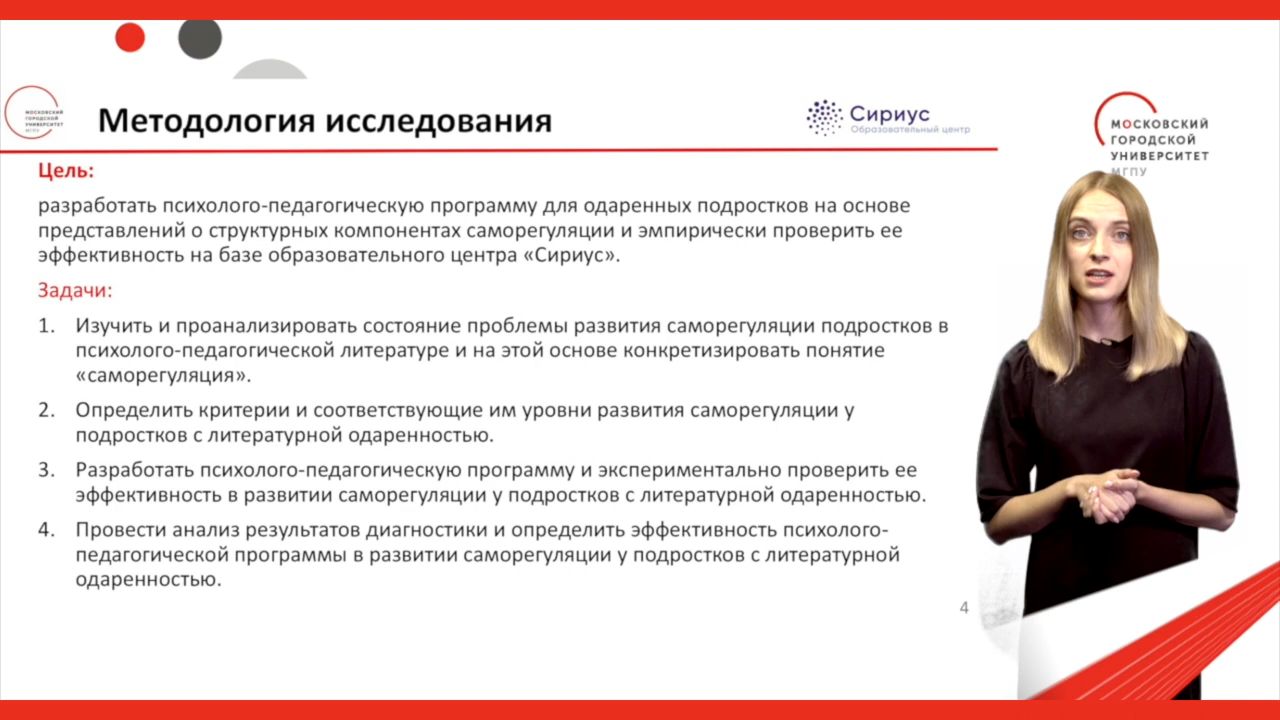 МОСКОВСКИЙ
ГОРОДСКОЙ
УНИВЕРСИТЕТ
МГПУ
Методология исследования
Сириус
Образовательный центр
МОСКОВСКИЙ
ГОРОДСКОЙ
УНИВЕРСИТЕТ
МГПУ
Цель:
разработать психолого-педагогическую программу для одаренных подростков на основе
представлений о структурных компонентах саморегуляции и эмпирически проверить ее
эффективность на базе образовательного центра «Сириус».
Задачи:
1. Изучить и проанализировать состояние проблемы развития саморегуляции подростков в
психолого-педагогической литературе и на этой основе конкретизировать понятие
«саморегуляция».
2. Определить критерии и соответствующие им уровни развития саморегуляции у
подростков с литературной одаренностью.
3. Разработать психолого-педагогическую программу и экспериментально проверить ее
эффективность в развитии саморегуляции у подростков с литературной одаренностью.
4. Провести анализ результатов диагностики и определить эффективность психолого-
педагогической программы в развитии саморегуляции у подростков с литературной
одаренностью.
4